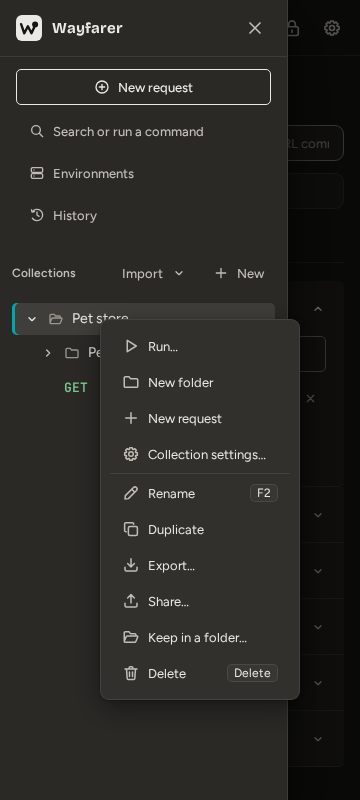 Wayfarer
New request
Search or run a command
Environments
History
Collections Import New
Pet store
Pe
GET
Run...
New folder
New request
Collection settings...
Rename F2
Duplicate
Export...
Share...
Keep in a folder...
Delete Delete